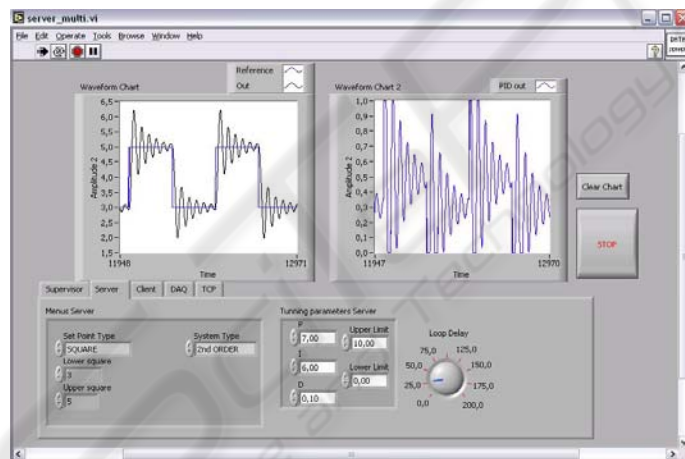 server_multi.vi
File Edit Operate Tools Browse Window Help
Reference
Out
Waveform Chart
6,5
6,0
5,5
5,0
4,5
4,0
3,5
3,0
2,5
2,0
1,5
Amplitude 2
11948
12971
Time
PID out
Waveform Chart 2
1,0
0,9
0,8
0,7
0,6
0,5
0,4
0,3
0,2
0,1
0,0
Amplitude 2
11947
12970
Time
Clear Chart
STOP
Supervisor Server Client DAQ TCP
Menus Server
Set Point Type
SQUARE
Lower square
3
Upper square
5
System Type
2nd ORDER
Tunning parameters Server
P
7,00
I
6,00
D
0,10
Upper Limit
10,00
Lower Limit
0,00
Loop Delay
0,0
25,0
50,0
75,0
125,0
150,0
175,0
200,0